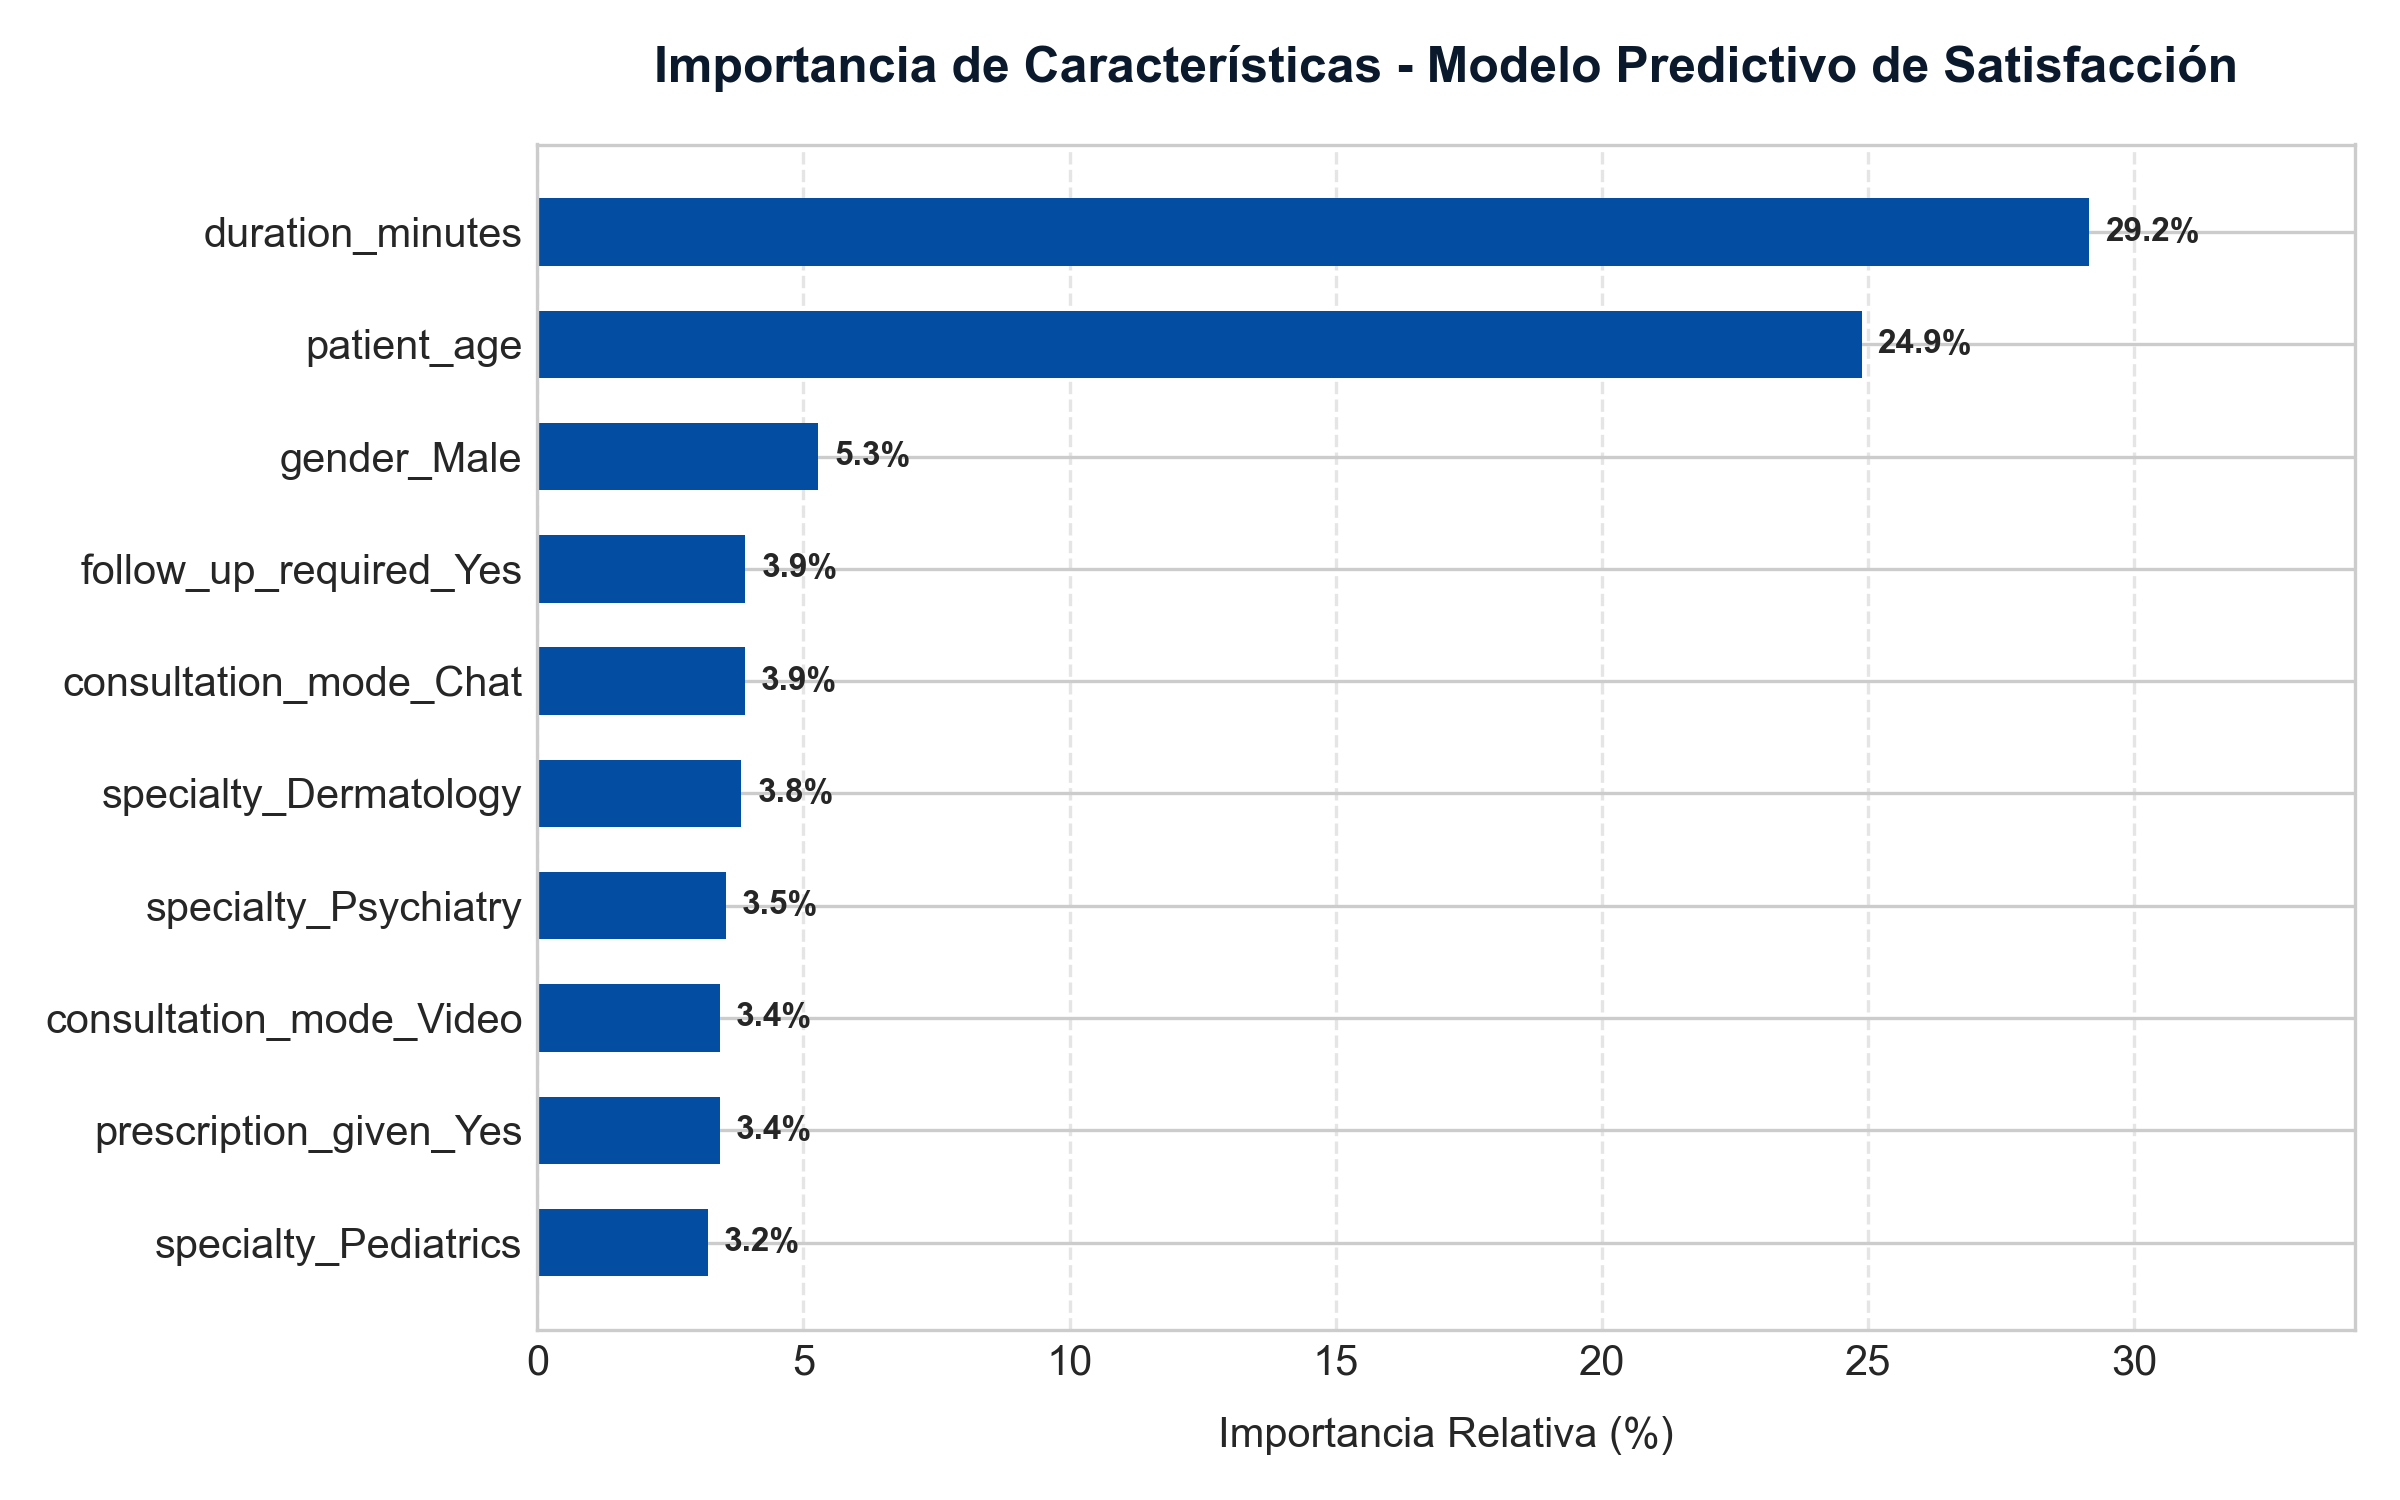 Importancia de Características - Modelo Predictivo de Satisfacción
duration_minutes 29.2%
patient_age 24.9%
gender_Male 5.3%
follow_up_required_Yes 3.9%
consultation_mode_Chat 3.9%
specialty_Dermatology 3.8%
specialty_Psychiatry 3.5%
consultation_mode_Video 3.4%
prescription_given_Yes 3.4%
specialty_Pediatrics 3.2%
0 5 10 15 20 25 30
Importancia Relativa (%)